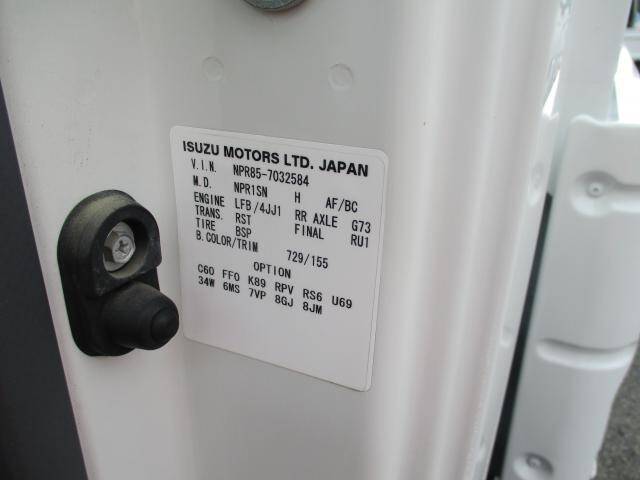 ISUZU MOTORS LTD. JAPAN
V.I.N. NPR85-7032584
M.D. NPR1SN H AF/BC
ENGINE LFB/4JJ1 RR AXLE G73
TRANS. RST FINAL RU1
TIRE BSP
B.COLOR/TRIM 729/155
OPTION
C60 FF0 K89 RPV RS6 U69
34W 6MS 7VP 8GJ 8JM